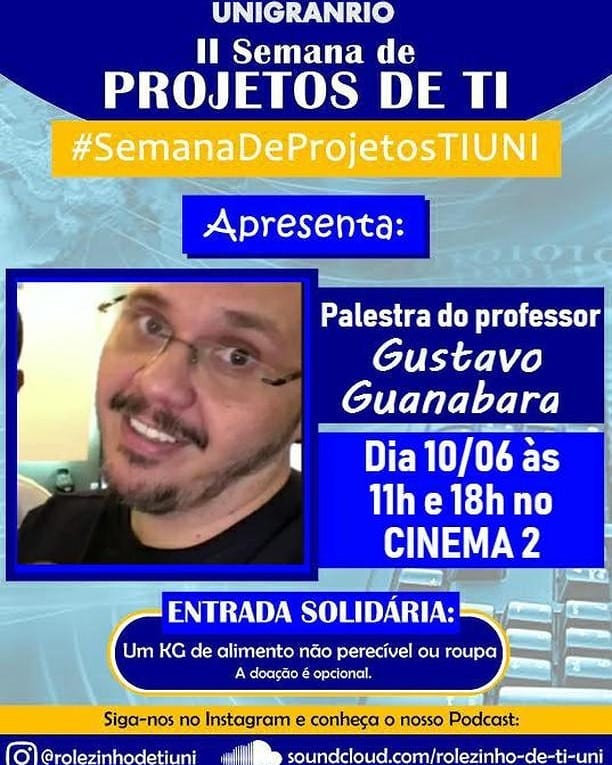 UNIGRANRIO
II Semana de
PROJETOS DE TI
#SemanaDeProjetosTIUNI
Apresenta:
Palestra do professor
Gustavo
Guanabara
Dia 10/06 às
11h e 18h no
CINEMA 2
ENTRADA SOLIDÁRIA:
Um KG de alimento não perecível ou roupa
A doação é opcional.
Siga-nos no Instagram e conheça o nosso Podcast:
@rolezinhodetiuni
soundcloud.com/rolezinho-de-ti-uni